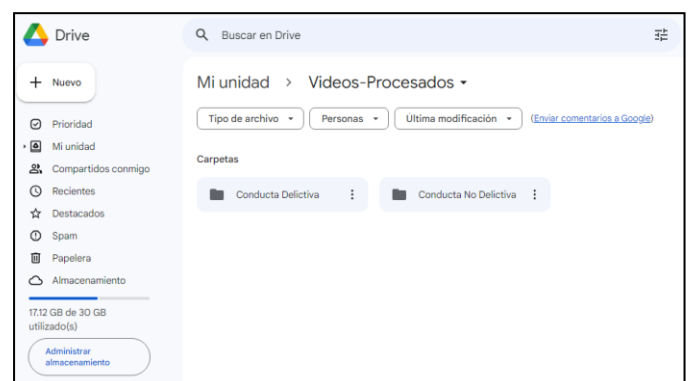 Drive
Buscar en Drive
Nuevo
Prioridad
Mi unidad
Compartidos conmigo
Recientes
Destacados
Spam
Papelera
Almacenamiento
17.12 GB de 30 GB
utilizado(s)
Administrar
almacenamiento
Mi unidad > Videos-Procesados
Tipo de archivo Personas Última modificación (Enviar comentarios a Google)
Carpetas
Conducta Delictiva Conducta No Delictiva